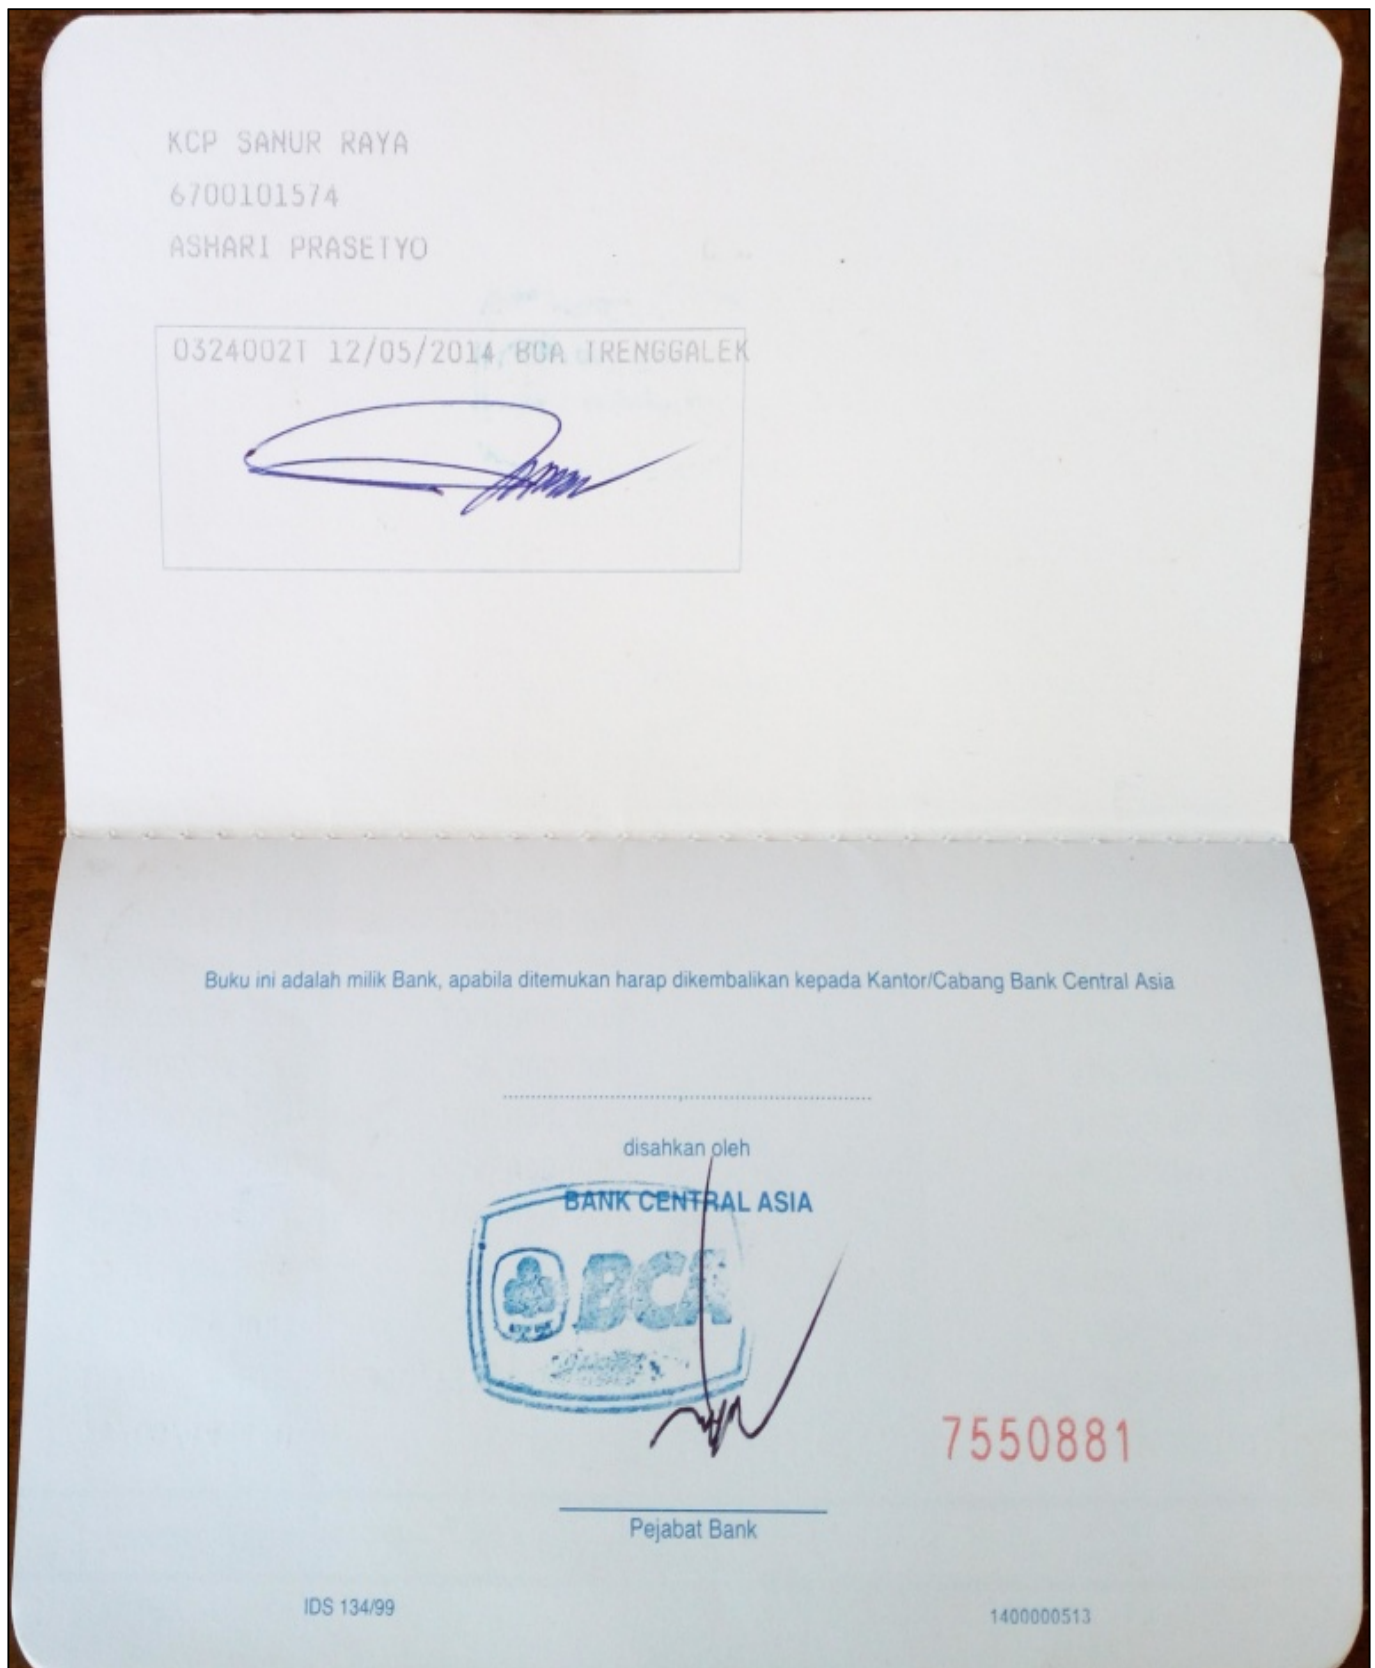 KCP SANUR RAYA
6700101574
ASHARI PRASETYO
0324002T 12/05/2014 BCA TRENGGALEK
Buku ini adalah milik Bank, apabila ditemukan harap dikembalikan kepada Kantor/Cabang Bank Central Asia
disahkan oleh
BANK CENTRAL ASIA
BCA
7550881
Pejabat Bank
IDS 134/99
1400000513